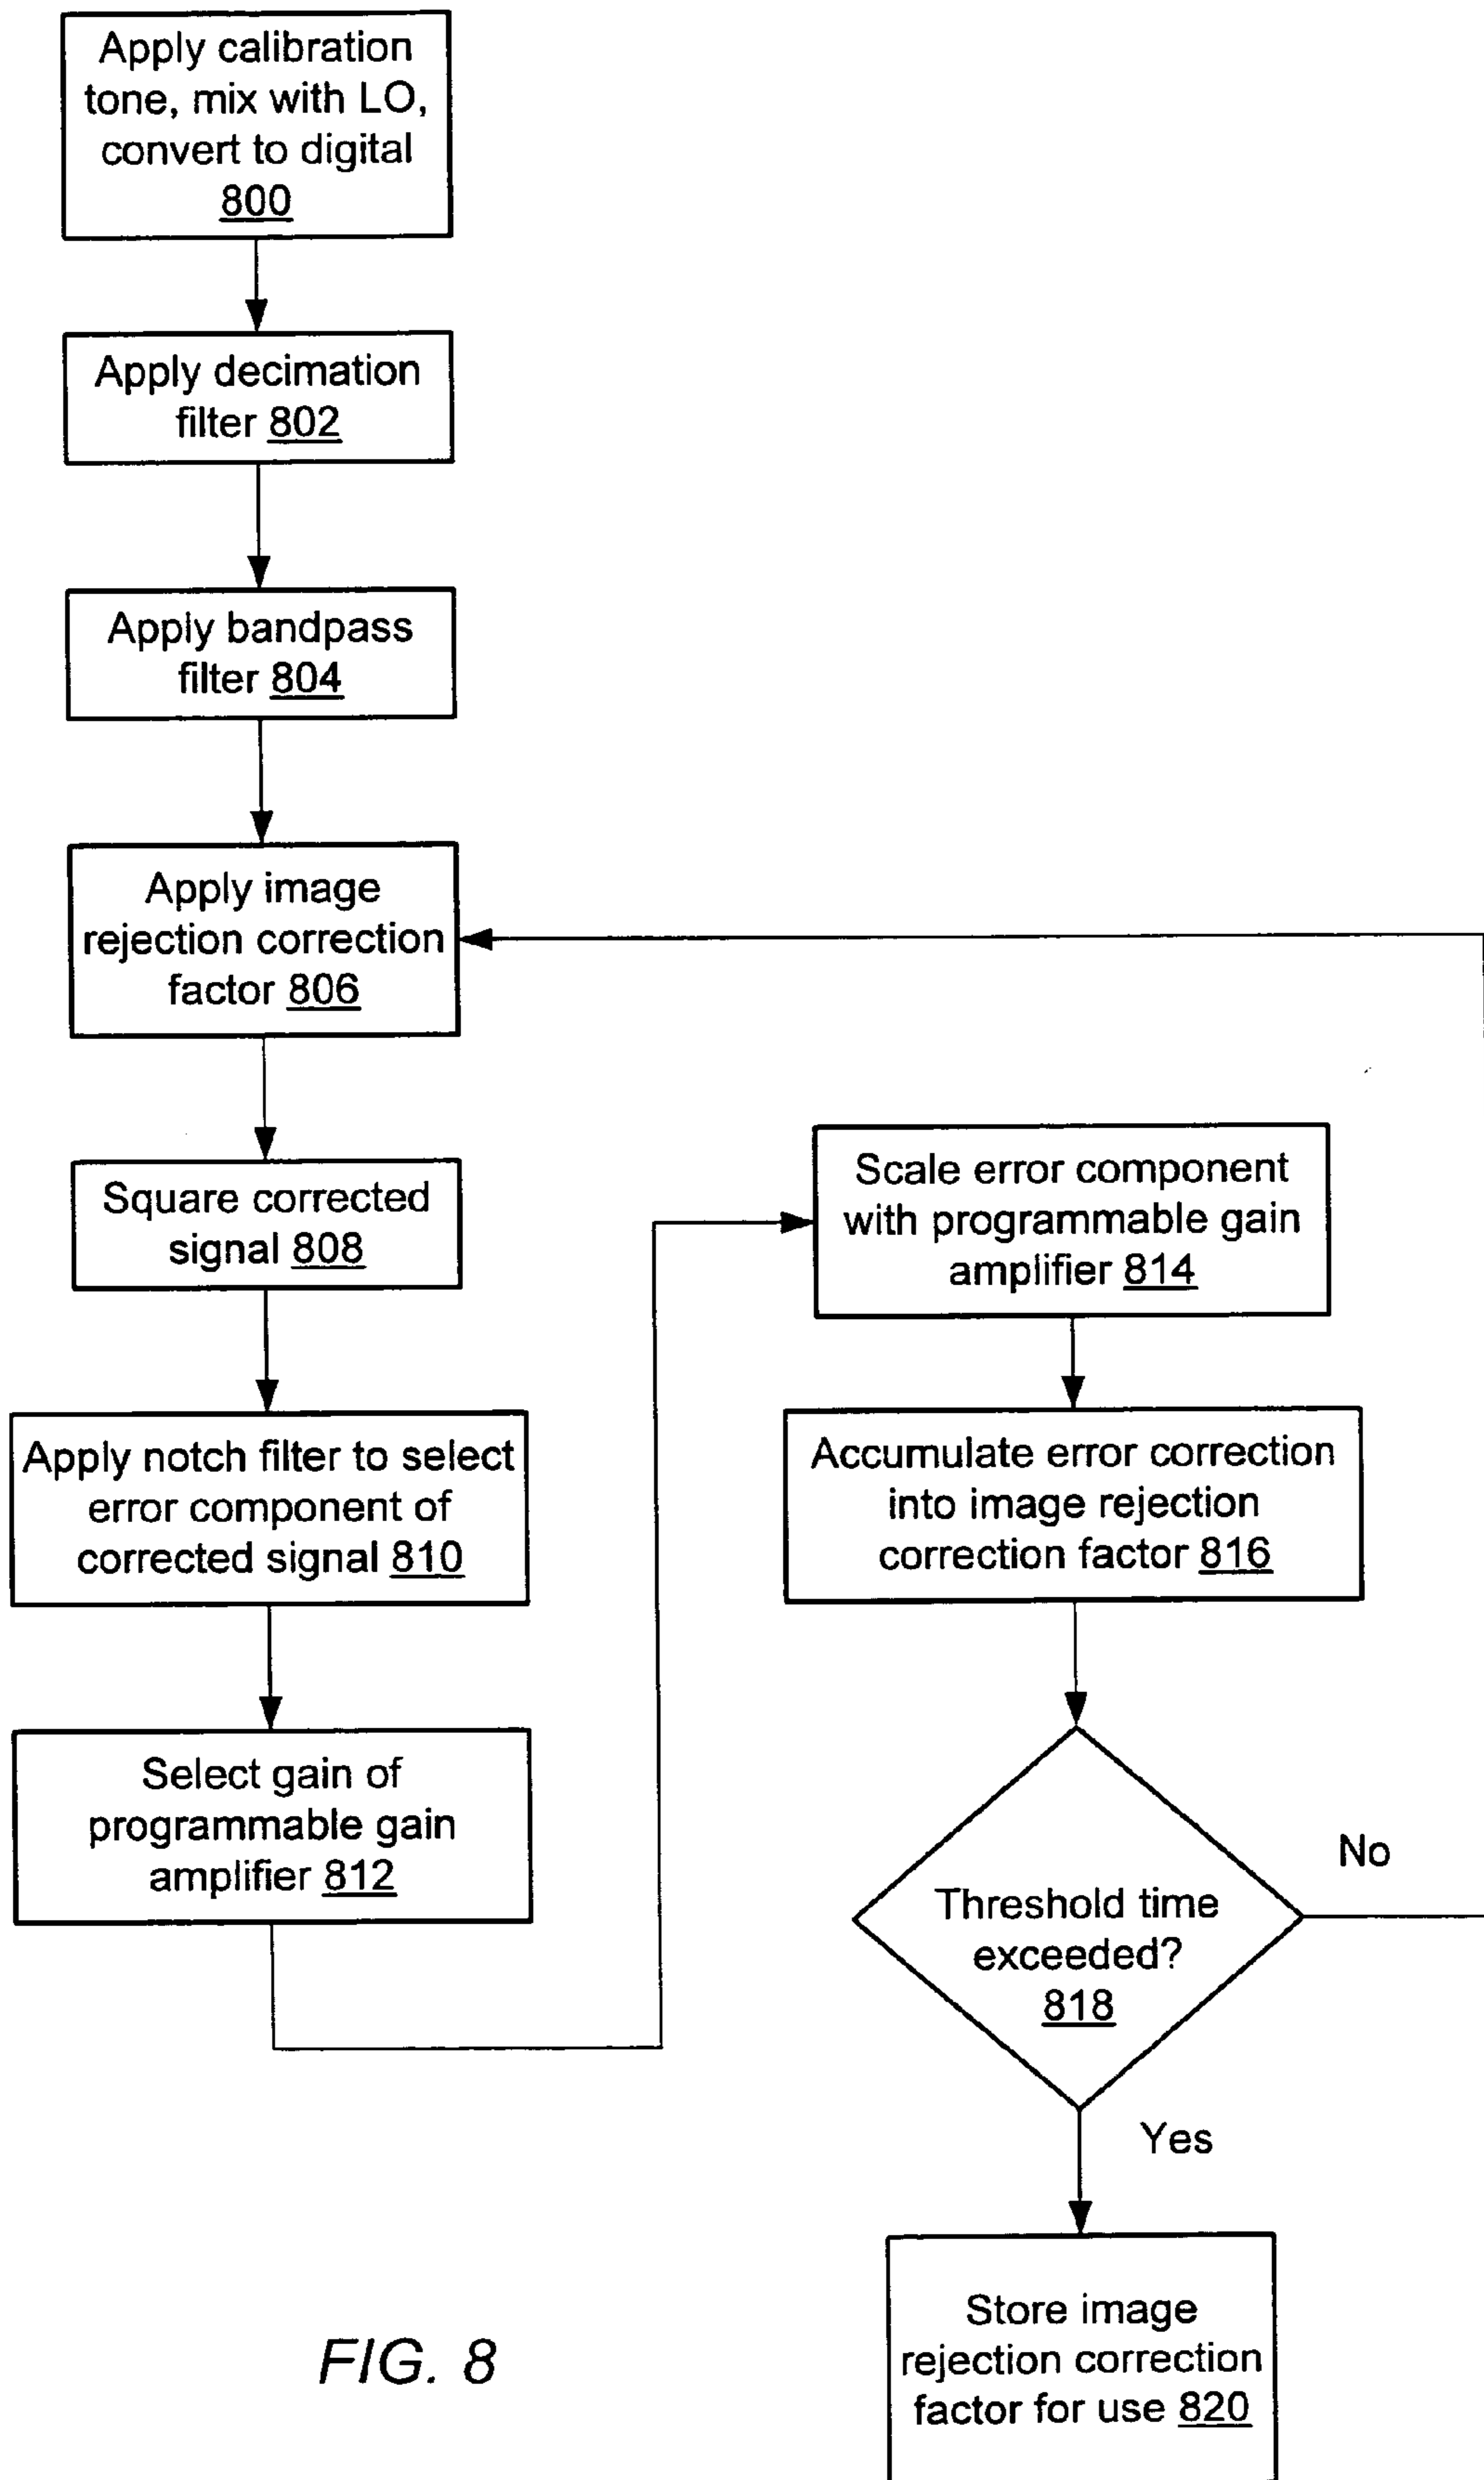 Apply calibration
tone, mix with LO,
convert to digital
800
Apply decimation
filter 802
Apply bandpass
filter 804
Apply image
rejection correction
factor 806
Square corrected
signal 808
Apply notch filter to select
error component of
corrected signal 810
Select gain of
programmable gain
amplifier 812
Scale error component
with programmable gain
amplifier 814
Accumulate error correction
into image rejection
correction factor 816
Threshold time
exceeded?
818
No
Yes
Store image
rejection correction
factor for use 820
FIG. 8